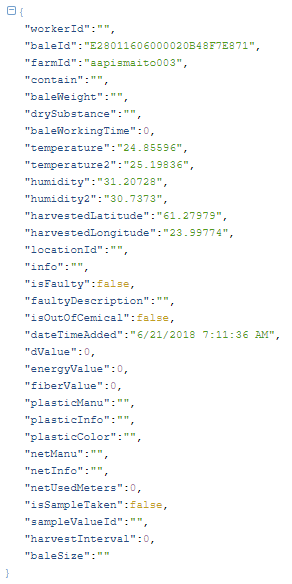 {
"workerId":"",
"baleId":"E28011606000020B48F7E871",
"farmId":"aapismaito003",
"contain":"",
"baleWeight":"",
"drySubstance":"",
"baleWorkingTime":0,
"temperature":"24.85596",
"temperature2":"25.19836",
"humidity":"31.20728",
"humidity2":"30.7373",
"harvestedLatitude":"61.27979",
"harvestedLongitude":"23.99774",
"locationId":"",
"info":"",
"isFaulty":false,
"faultyDescription":"",
"isOutOfCemical":false,
"dateTimeAdded":"6/21/2018 7:11:36 AM",
"dValue":0,
"energyValue":0,
"fiberValue":0,
"plasticManu":"",
"plasticInfo":"",
"plasticColor":"",
"netManu":"",
"netInfo":"",
"netUsedMeters":0,
"isSampleTaken":false,
"sampleValueId":"",
"harvestInterval":0,
"baleSize":""
}